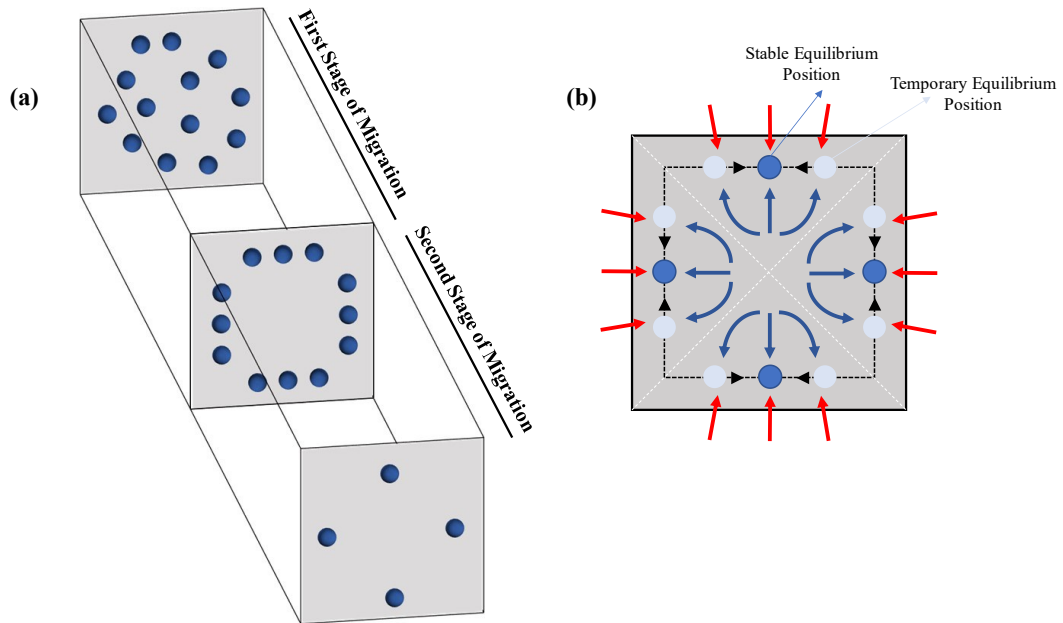 (a)
First Stage of Migration
Second Stage of Migration
(b)
Stable Equilibrium
Position
Temporary Equilibrium
Position